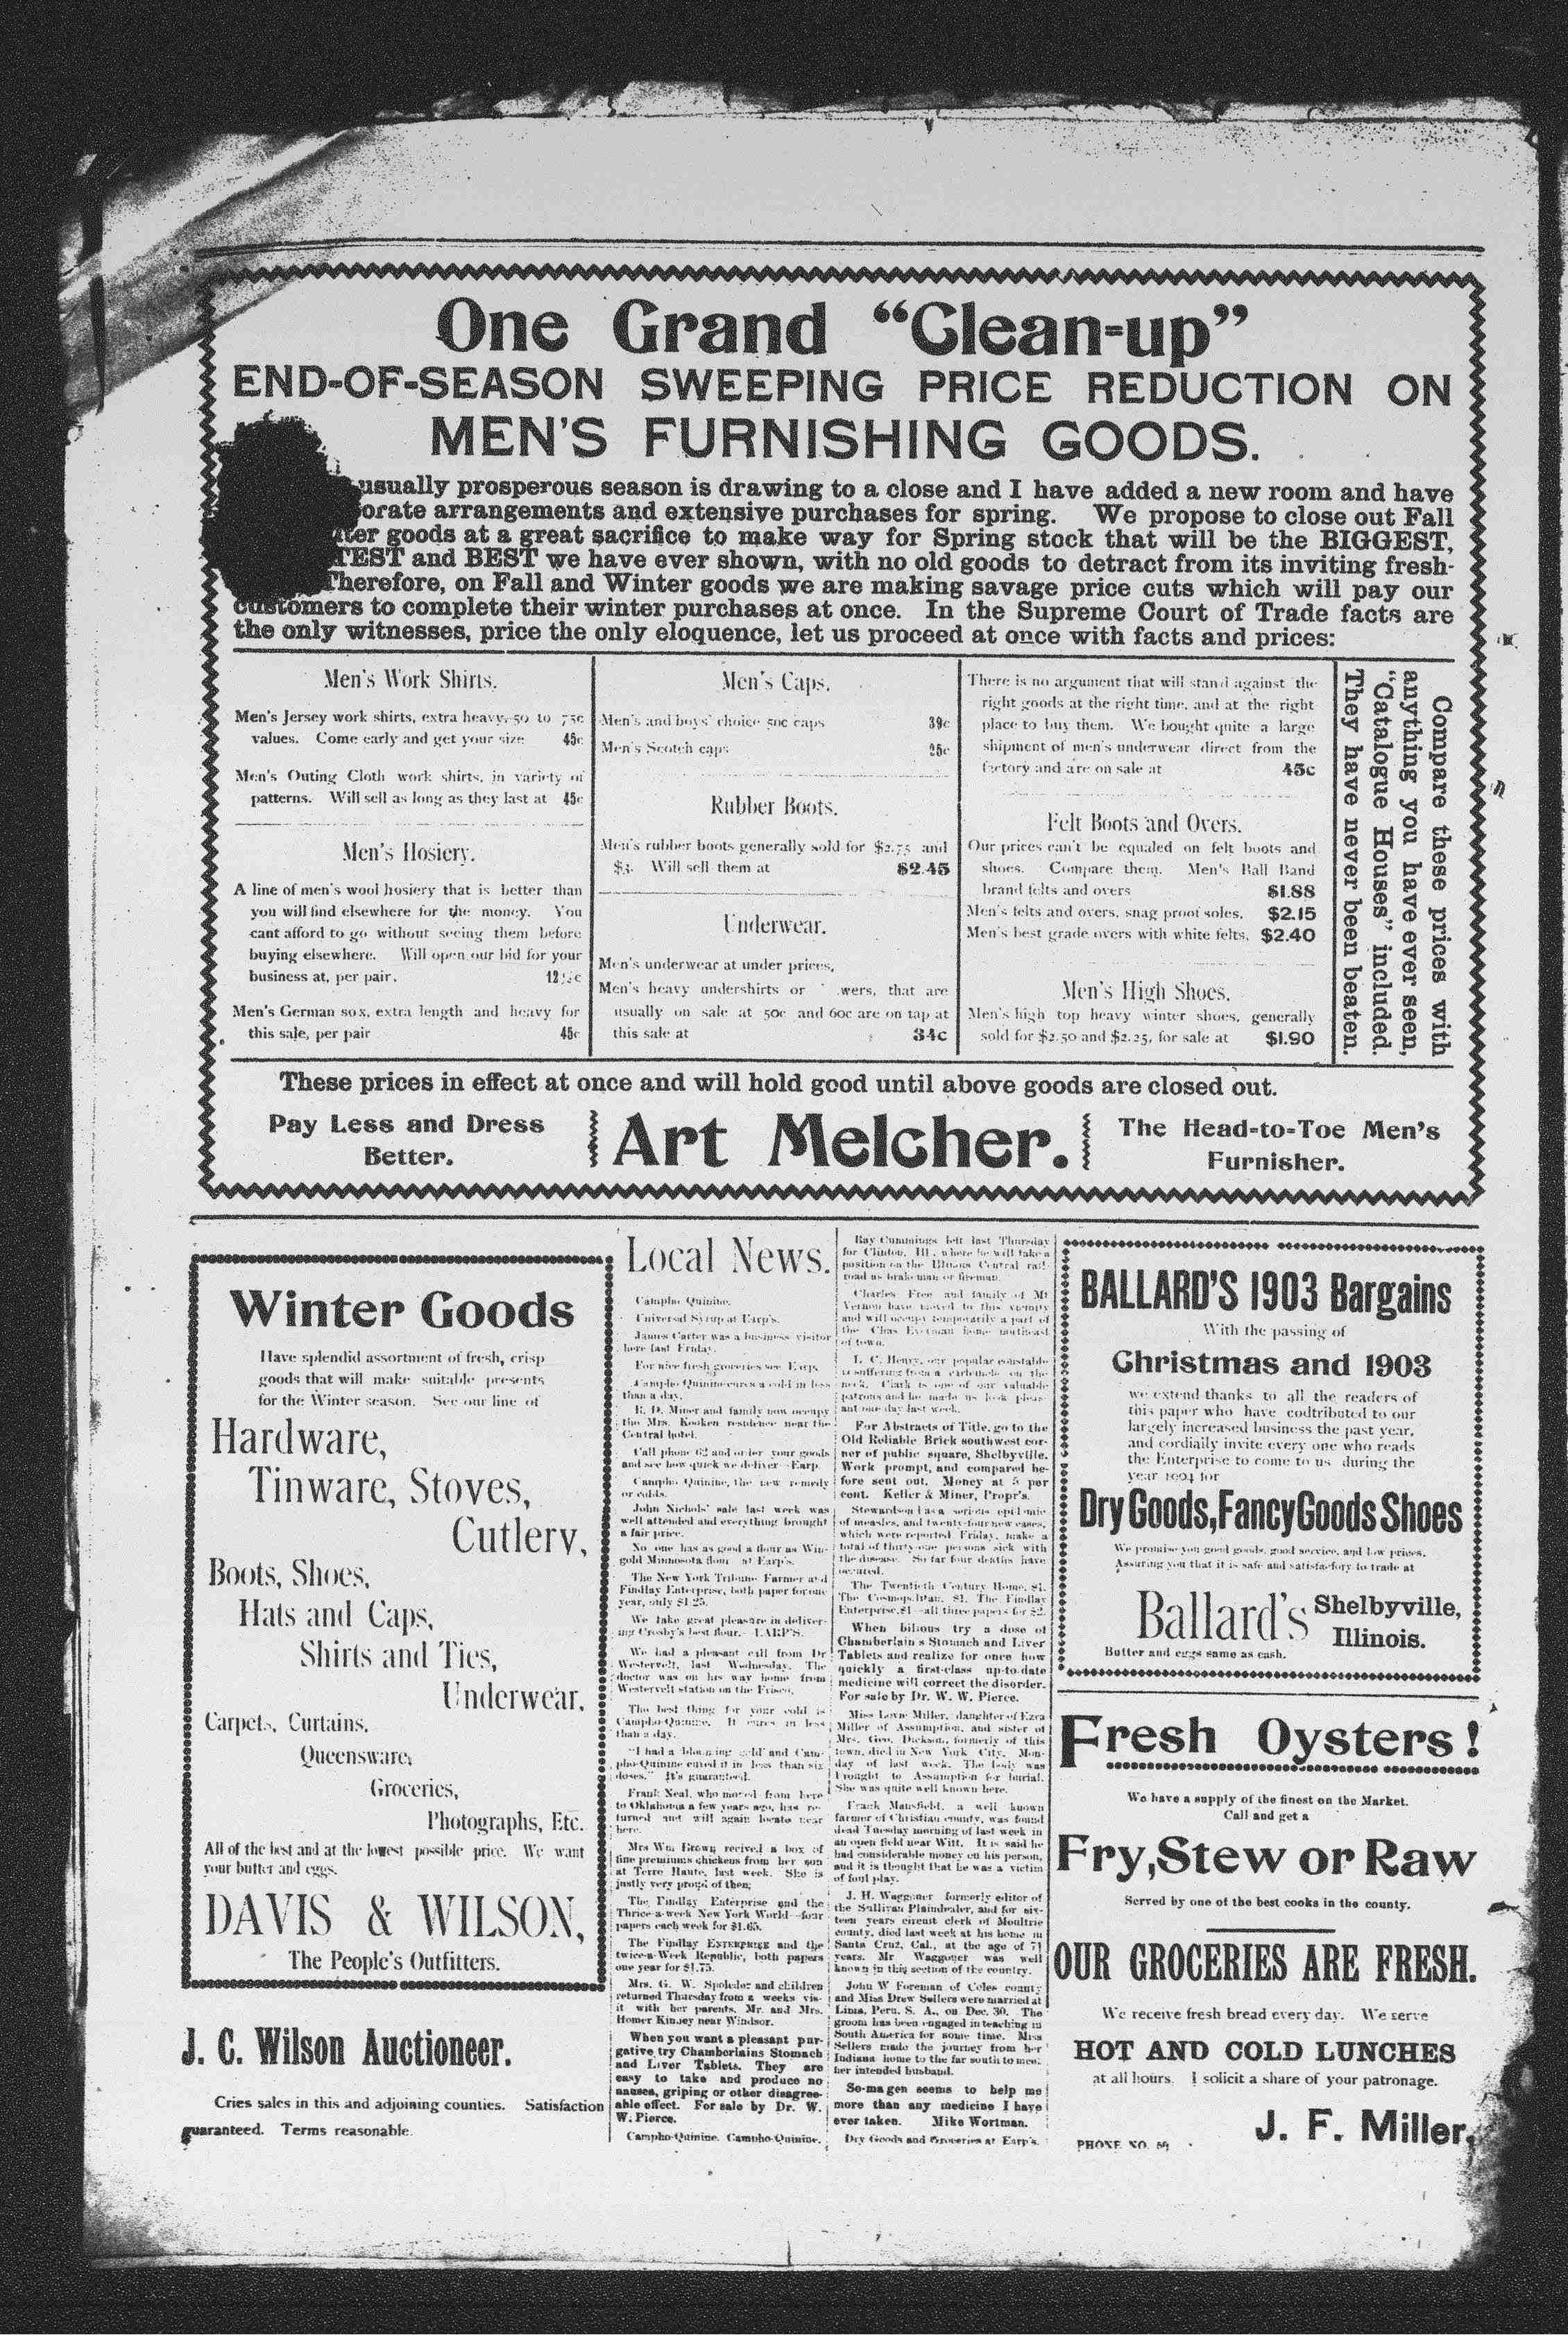 One Grand “Clean-up”
END-OF-SEASON SWEEPING PRICE REDUCTION ON
MEN'S FURNISHING GOODS.
usually prosperous season is drawing to a close and I have added a new room and have
orate arrangements and extensive purchases for spring. We propose to close out Fall
ter goods at a great sacrifice to make way for Spring stock that will be the BIGGEST,
TEST and BEST we have ever shown, with no old goods to detract from its inviting fresh-
Therefore, on Fall and Winter goods we are making savage price cuts which will pay our
customers to complete their winter purchases at once. In the Supreme Court of Trade facts are
the only witnesses, price the only eloquence, let us proceed at once with facts and prices:
Men's Work Shirts.
Men's Jersey work shirts, extra heavy, 50 to 75c
values. Come early and get your size 45c
Men's Outing Cloth work shirts, in variety of
patterns. Will sell as long as they last at 45c
Men's Hosiery.
A line of men's wool hosiery that is better than
you will find elsewhere for the money. You
cant afford to go without seeing them before
buying elsewhere. Will open our bid for your
business at, per pair. 12½c
Men's German sox, extra length and heavy for
this sale, per pair 45c
Men's Caps.
Men's and boys' choice 50c caps 39c
Men's Scotch caps 25c
Rubber Boots.
Men's rubber boots generally sold for $2.75 and
$3. Will sell them at $2.45
Underwear.
Men's underwear at under prices,
Men's heavy undershirts or wers, that are
usually on sale at 50c and 60c are on tap at
this sale at 34c
There is no argument that will stand against the
right goods at the right time, and at the right
place to buy them. We bought quite a large
shipment of men's underwear direct from the
factory and are on sale at 45c
Felt Boots and Overs.
Our prices can't be equaled on felt boots and
shoes. Compare them. Men's Ball Band
brand felts and overs $1.88
Men's felts and overs, snag proof soles, $2.15
Men's best grade overs with white felts, $2.40
Men's High Shoes.
Men's high top heavy winter shoes, generally
sold for $2.50 and $2.25, for sale at $1.90
Compare these prices with
anything you have ever seen,
“Catalogue Houses” included.
They have never been beaten.
These prices in effect at once and will hold good until above goods are closed out.
Pay Less and Dress
Better.
Art Melcher.
The Head-to-Toe Men's
Furnisher.
Winter Goods
Have splendid assortment of fresh, crisp
goods that will make suitable presents
for the Winter season. See our line of
Hardware,
Tinware, Stoves,
Cutlery,
Boots, Shoes,
Hats and Caps,
Shirts and Ties,
Underwear,
Carpets, Curtains,
Queensware,
Groceries,
Photographs, Etc.
All of the best and at the lowest possible price. We want
your butter and eggs.
DAVIS & WILSON,
The People's Outfitters.
J. C. Wilson Auctioneer.
Cries sales in this and adjoining counties. Satisfaction
guaranteed. Terms reasonable.
Local News.
Campho Quinine.
Universal Syrup at Earp's.
James Carter was a business visitor
here last Friday.
For nice fresh groceries see Earp.
Campho Quinine cures a cold in less
than a day.
R. D. Miner and family now occupy
the Mrs. Kooken residence near the
Central hotel.
Call phone 62 and order your goods
and see how quick we deliver Earp.
Campho Quinine, the new remedy
or colds.
John Nichols' sale last week was
well attended and everything brought
a fair price.
No one has as good a flour as Win-
gold Minnosota flour at Earp's.
The New York Tribune Farmer and
Findlay Enterprise, both paper for one
year, only $1.25.
We take great pleasure in deliver-
ing Crosby's best flour.- EARP'S.
We had a pleasant call from Dr
Westervelt, last Wednesday. The
doctor was on his way home from
Westervelt station on the Frisco.
The best thing for your cold is
Campho-Quinine. It cures in less
than a day.
"I had a blooming cold and Cam-
pho-Quinine cured it in less than six
doses." It's guaranteed.
Frank Neal, who moved from here
to Oklahoma a few years ago, has re-
turned and will again locate near
here.
Mrs Wm Brown recived a box of
fine premiums chickens from her son
at Terre Haute, last week. She is
justly very proud of them;
The Findlay Enterprise and the
Thrice-a-week New York World--four
papers each week for $1.65.
The Findlay ENTERPRISE and the
twice-a-Week Republic, both papers
one year for $1.75.
Mrs. G. W. Spolsdor and children
returned Thursday from a weeks vis-
it with her parents, Mr. and Mrs.
Homer Kinsey near Windsor.
When you want a pleasant pur-
gative try Chamberlains Stomach
and Liver Tablets. They are
easy to take and produce no
nausea, griping or other disagree-
able effect. For sale by Dr. W.
W. Pierce.
Campho-Quinine. Campho-Quinine.
Ray Cummings left last Thursday
for Clinton, Ill., where he will take a
position on the Illinois Central rail-
road as brakeman or fireman.
Charles Free and family of Mt
Vernon have moved to this vicinity
and will occupy temporarily a part of
the Chas Eversman home northeast
of town.
L. C. Henry, our popular constable
is suffering from a carbuncle on the
neck. Clark is one of our valuable
patrons and he made us look pleas-
ant one day last week.
For Abstracts of Title, go to the
Old Reliable Brick southwest cor-
ner of public square, Shelbyville.
Work prompt, and compared be-
fore sent out. Money at 5 per
cent. Keller & Miner, Propr's.
Stewardson has a serious epidemic
of measles, and twenty-four new cases,
which were reported Friday, make a
total of thirty-one persons sick with
the disease. So far four deaths have
occured.
The Twentieth Century Home, $1.
The Cosmopolitan, $1. The Findlay
Enterprise, $1--all three papers for $2.
When bilious try a dose of
Chamberlain s Stomach and Liver
Tablets and realize for once how
quickly a first-class up-to-date
medicine will correct the disorder.
For sale by Dr. W. W. Pierce.
Miss Lovie Miller, daughter of Ezra
Miller of Assumption, and sister of
Mrs. Geo. Dickson, formerly of this
town, died in New York City, Mon-
day of last week. The body was
brought to Assumption for burial.
She was quite well known here.
Frank Mansfield, a well known
farmer of Christian county, was found
dead Tuesday morning of last week in
an open field near Witt. It is said he
had considerable money on his person,
and it is thought that he was a victim
of foul play.
J. H. Waggoner formerly editor of
the Sullivan Plaindealer, and for six-
teen years circuit clerk of Moultrie
county, died last week at his home in
Santa Cruz, Cal., at the age of 71
years. Mr Waggoner was well
known in this section of the country.
John W Foreman of Coles county
and Miss Drew Sellers were married at
Lima, Peru, S. A., on Dec. 30. The
groom has been engaged in teaching in
South America for some time. Miss
Sellers made the journey from her
Indiana home to the far south to meet
her intended husband.
So-ma gen seems to help me
more than any medicine I have
ever taken. Mike Wortman.
Dry Goods and Groceries at Earp's.
BALLARD'S 1903 Bargains
With the passing of
Christmas and 1903
we extend thanks to all the readers of
this paper who have codtributed to our
largely increased business the past year,
and cordially invite every one who reads
the Enterprise to come to us during the
year 1904 for
Dry Goods, Fancy Goods Shoes
We promise you good goods, good service, and low prices.
Assuring you that it is safe and satisfactory to trade at
Ballard's Shelbyville,
Illinois.
Butter and eggs same as cash.
Fresh Oysters!
We have a supply of the finest on the Market.
Call and get a
Fry, Stew or Raw
Served by one of the best cooks in the county.
OUR GROCERIES ARE FRESH.
We receive fresh bread every day. We serve
HOT AND COLD LUNCHES
at all hours. I solicit a share of your patronage.
J. F. Miller,
PHONE NO.